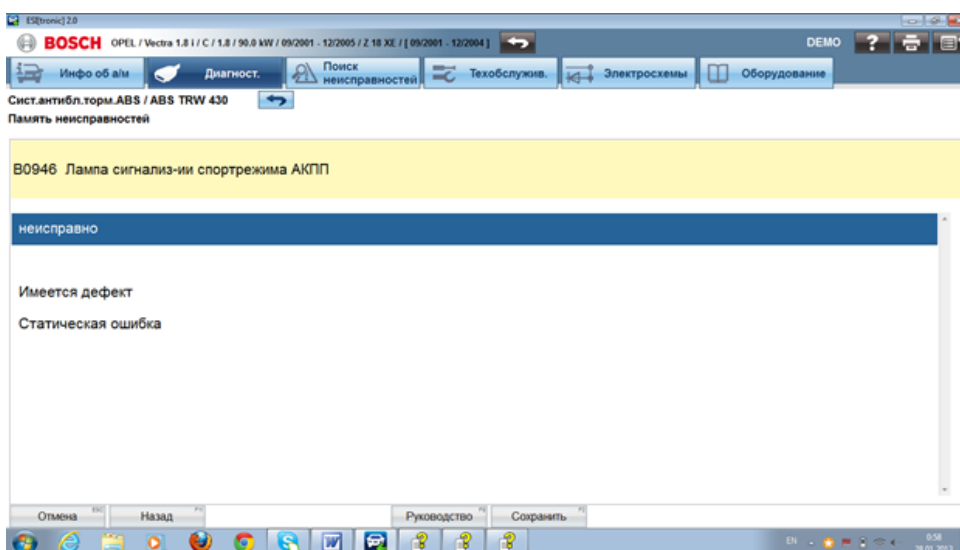 ESI[tronic] 2.0
BOSCH OPEL / Vectra 1.8 i / C / 1.8 / 90.0 kW / 09/2001 - 12/2005 / Z 18 XE / [ 09/2001 - 12/2004 ] DEMO ?
Инфо об а/м Диагност. Поиск неисправностей Техобслужив. Электросхемы Оборудование
Сист.антибл.торм.ABS / ABS TRW 430
Память неисправностей
B0946 Лампа сигнализ-ии спортрежима АКПП
неисправно
Имеется дефект
Статическая ошибка
Отмена ESC Назад Руководство Сохранить
EN 0:58